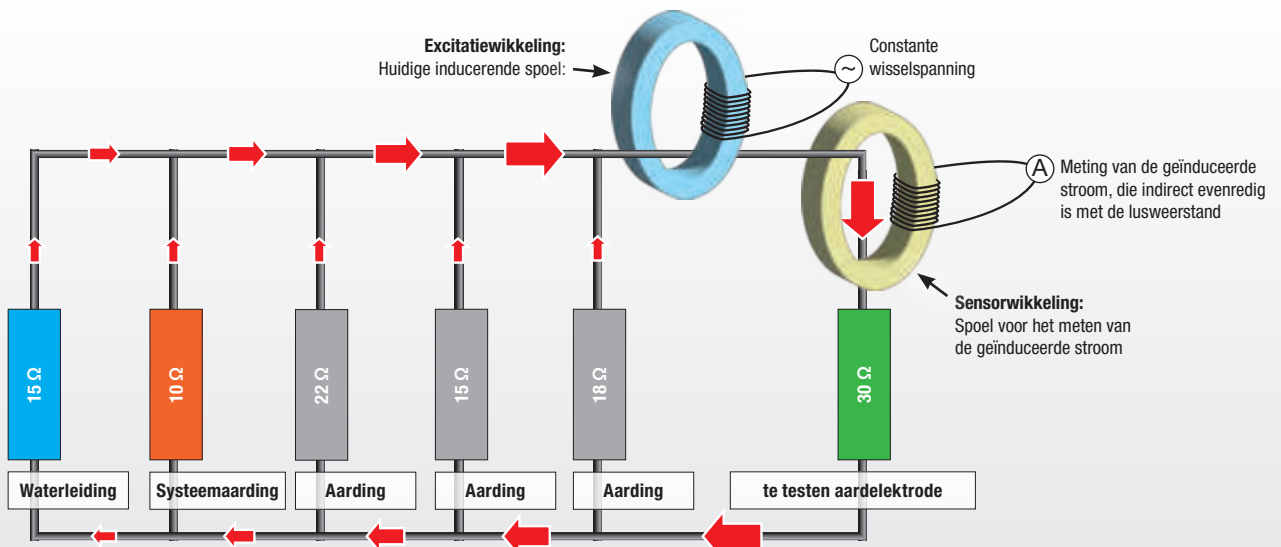 Excitatiewikkeling:
Huidige inducerende spoel:
Constante
wisselspanning
~
A
Meting van de geïnduceerde
stroom, die indirect evenredig
is met de lusweerstand
Sensorwikkeling:
Spoel voor het meten van
de geïnduceerde stroom
15 Ω
10 Ω
22 Ω
15 Ω
18 Ω
30 Ω
Waterleiding
Systeemaarding
Aarding
Aarding
Aarding
te testen aardelektrode